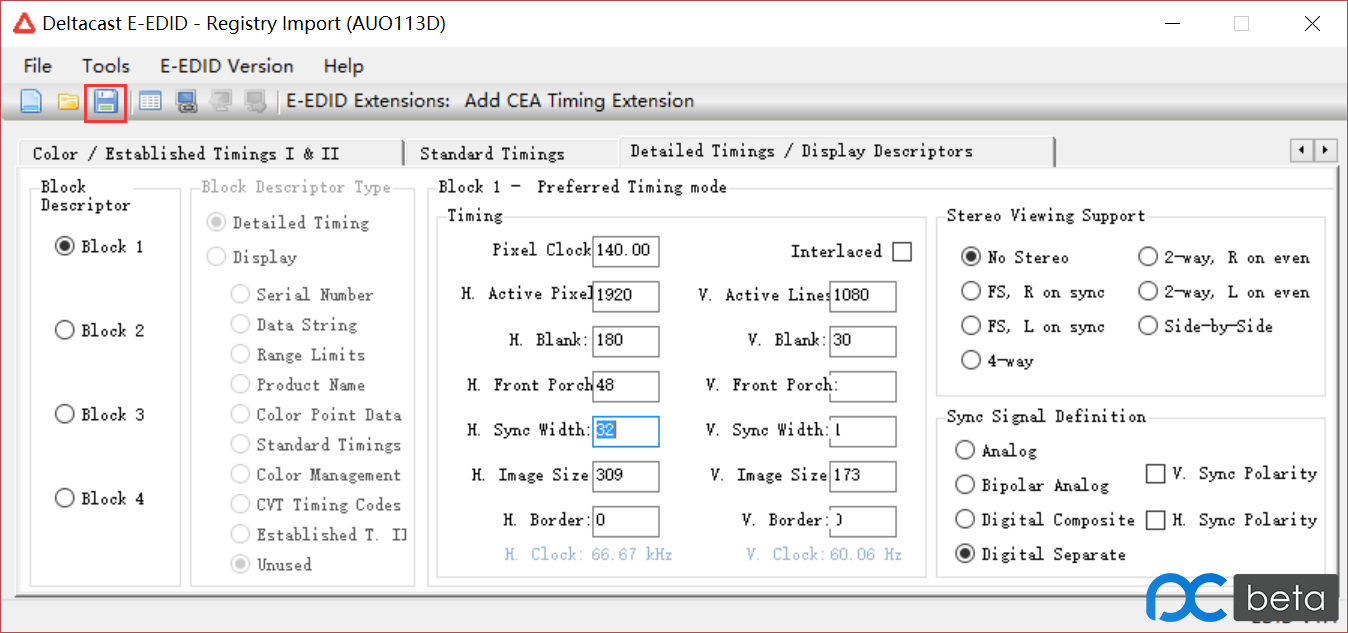 Deltacast E-EDID - Registry Import (AUO113D)
File Tools E-EDID Version Help
E-EDID Extensions: Add CEA Timing Extension
Color / Established Timings I & II
Standard Timings
Detailed Timings / Display Descriptors
Block
Descriptor
Block 1
Block 2
Block 3
Block 4
Block Descriptor Type
Detailed Timing
Display
Serial Number
Data String
Range Limits
Product Name
Color Point Data
Standard Timings
Color Management
CVT Timing Codes
Established T. II
Unused
Block 1 - Preferred Timing mode
Timing
Pixel Clock 140.00 Interlaced
H. Active Pixel 1920 V. Active Lines 1080
H. Blank: 180 V. Blank: 30
H. Front Porch 48 V. Front Porch:
H. Sync Width: 32 V. Sync Width:
H. Image Size 309 V. Image Size 173
H. Border: 0 V. Border:
H. Clock: 66.67 kHz V. Clock: 60.06 Hz
Stereo Viewing Support
No Stereo 2-way, R on even
FS, R on sync 2-way, L on even
FS, L on sync Side-by-Side
4-way
Sync Signal Definition
Analog
Bipolar Analog
Digital Composite
Digital Separate
V. Sync Polarity
H. Sync Polarity
pc beta